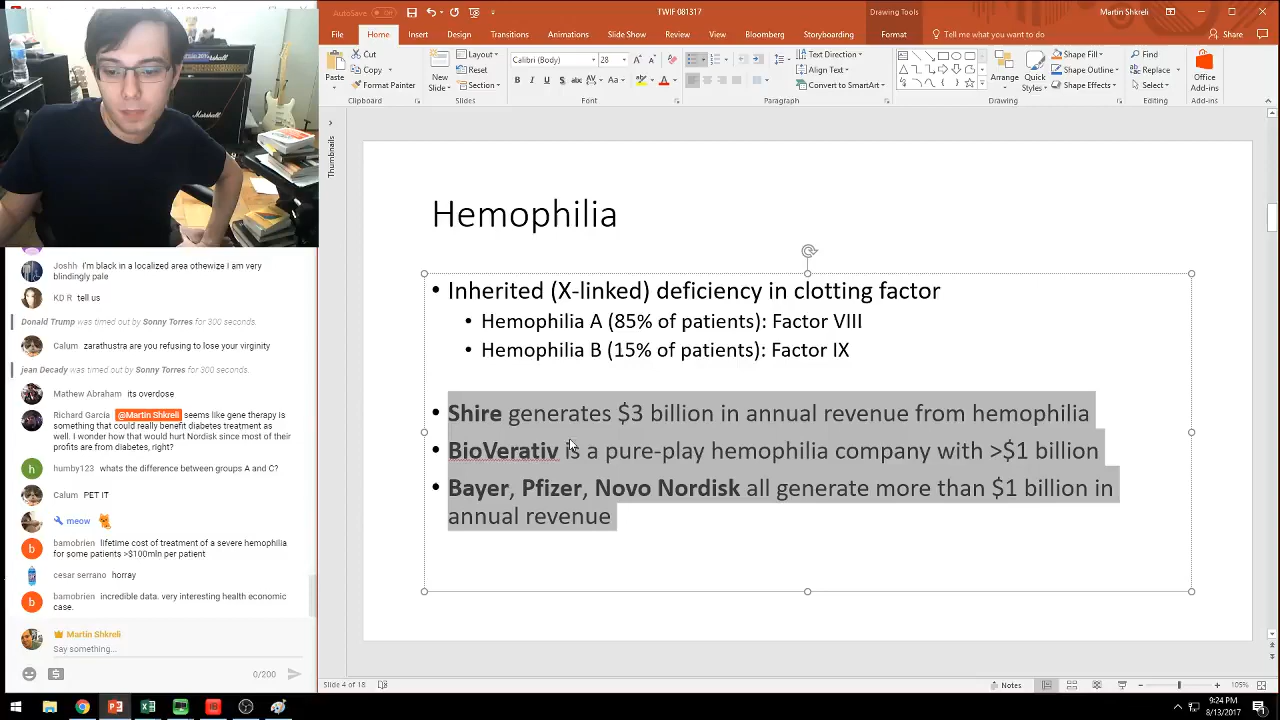 AutoSave
TWIF 081317
Drawing Tools
Martin Shkreli
File Home Insert Design Transitions Animations Slide Show Review View Bloomberg Storyboarding Format Tell me what you want to do Share
Paste
Cut
Copy
Format Painter
Clipboard
New
Slide
Layout
Reset
Section
Slides
Calibri (Body)
28
Font
Text Direction
Align Text
Convert to SmartArt
Paragraph
Arrange
Quick
Styles
Shape Fill
Shape Outline
Shape Effects
Drawing
Find
Replace
Select
Editing
Office
Add-ins
Add-ins
Marshall
Marshall
Thumbnails
Hemophilia
• Inherited (X-linked) deficiency in clotting factor
• Hemophilia A (85% of patients): Factor VIII
• Hemophilia B (15% of patients): Factor IX
• Shire generates $3 billion in annual revenue from hemophilia
• BioVerativ is a pure-play hemophilia company with >$1 billion
• Bayer, Pfizer, Novo Nordisk all generate more than $1 billion in
annual revenue
Joshh i'm black in a localized area othewize I am very
blindingly pale
KD R tell us
Donald Trump was timed out by Sonny Torres for 300 seconds.
Calum zarathustra are you refusing to lose your virginity
jean Decady was timed out by Sonny Torres for 300 seconds.
Mathew Abraham its overdose
Richard Garcia @Martin Shkreli seems like gene therapy is
something that could really benefit diabetes treatment as
well. I wonder how that would hurt Nordisk since most of their
profits are from diabetes, right?
humby123 whats the difference between groups A and C?
Calum PET IT
meow
bamobrien lifetime cost of treatment of a severe hemophilia
for some patients >$100mln per patient
cesar serrano horray
bamobrien incredible data. very interesting health economic
case.
Martin Shkreli
Say something...
0/200
Slide 4 of 18
Notes
105%
9:24 PM
8/13/2017